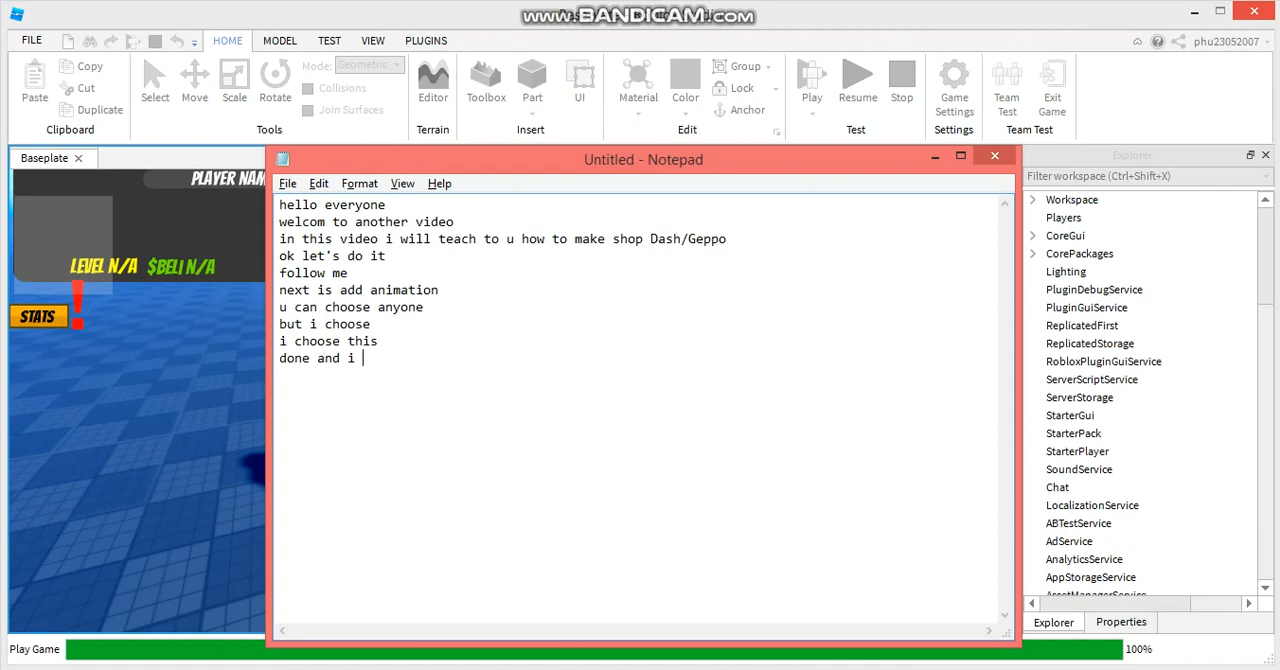 www.BANDICAM.com
FILE HOME MODEL TEST VIEW PLUGINS phu23052007
Paste Copy Cut Duplicate Clipboard
Select Move Scale Rotate Mode: Geometric Collisions Join Surfaces Tools
Editor Terrain
Toolbox Part UI Insert
Material Color Group Lock Anchor Edit
Play Resume Stop Test
Game Settings Settings
Team Test Exit Game Team Test
Baseplate
PLAYER NAM
LEVEL N/A $BELI N/A
!
STATS
Untitled - Notepad
File Edit Format View Help
hello everyone
welcom to another video
in this video i will teach to u how to make shop Dash/Geppo
ok let's do it
follow me
next is add animation
u can choose anyone
but i choose
i choose this
done and i
Explorer
Filter workspace (Ctrl+Shift+X)
Workspace
Players
CoreGui
CorePackages
Lighting
PluginDebugService
PluginGuiService
ReplicatedFirst
ReplicatedStorage
RobloxPluginGuiService
ServerScriptService
ServerStorage
StarterGui
StarterPack
StarterPlayer
SoundService
Chat
LocalizationService
ABTestService
AdService
AnalyticsService
AppStorageService
AssetManagerService
Explorer Properties
Play Game 100%